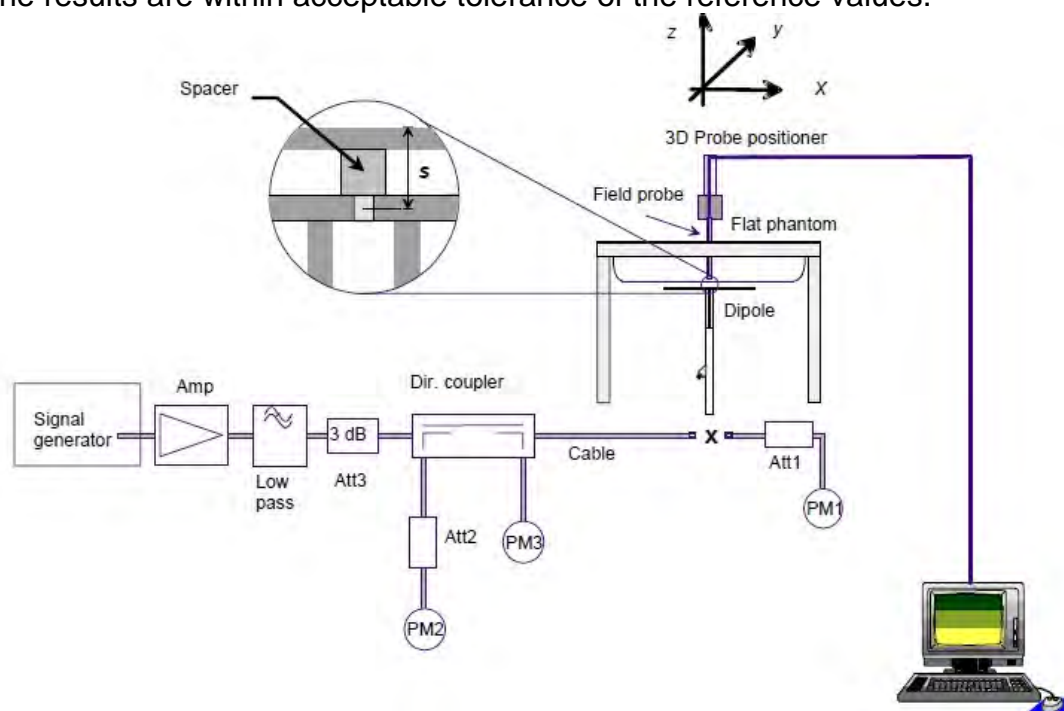 he results are within acceptable tolerance of the reference values.
z
y
x
Spacer
s
3D Probe positioner
Field probe
Flat phantom
Dipole
Signal
generator
Amp
Low
pass
3 dB
Att3
Dir. coupler
Att2
PM2
PM3
Cable
x
Att1
PM1